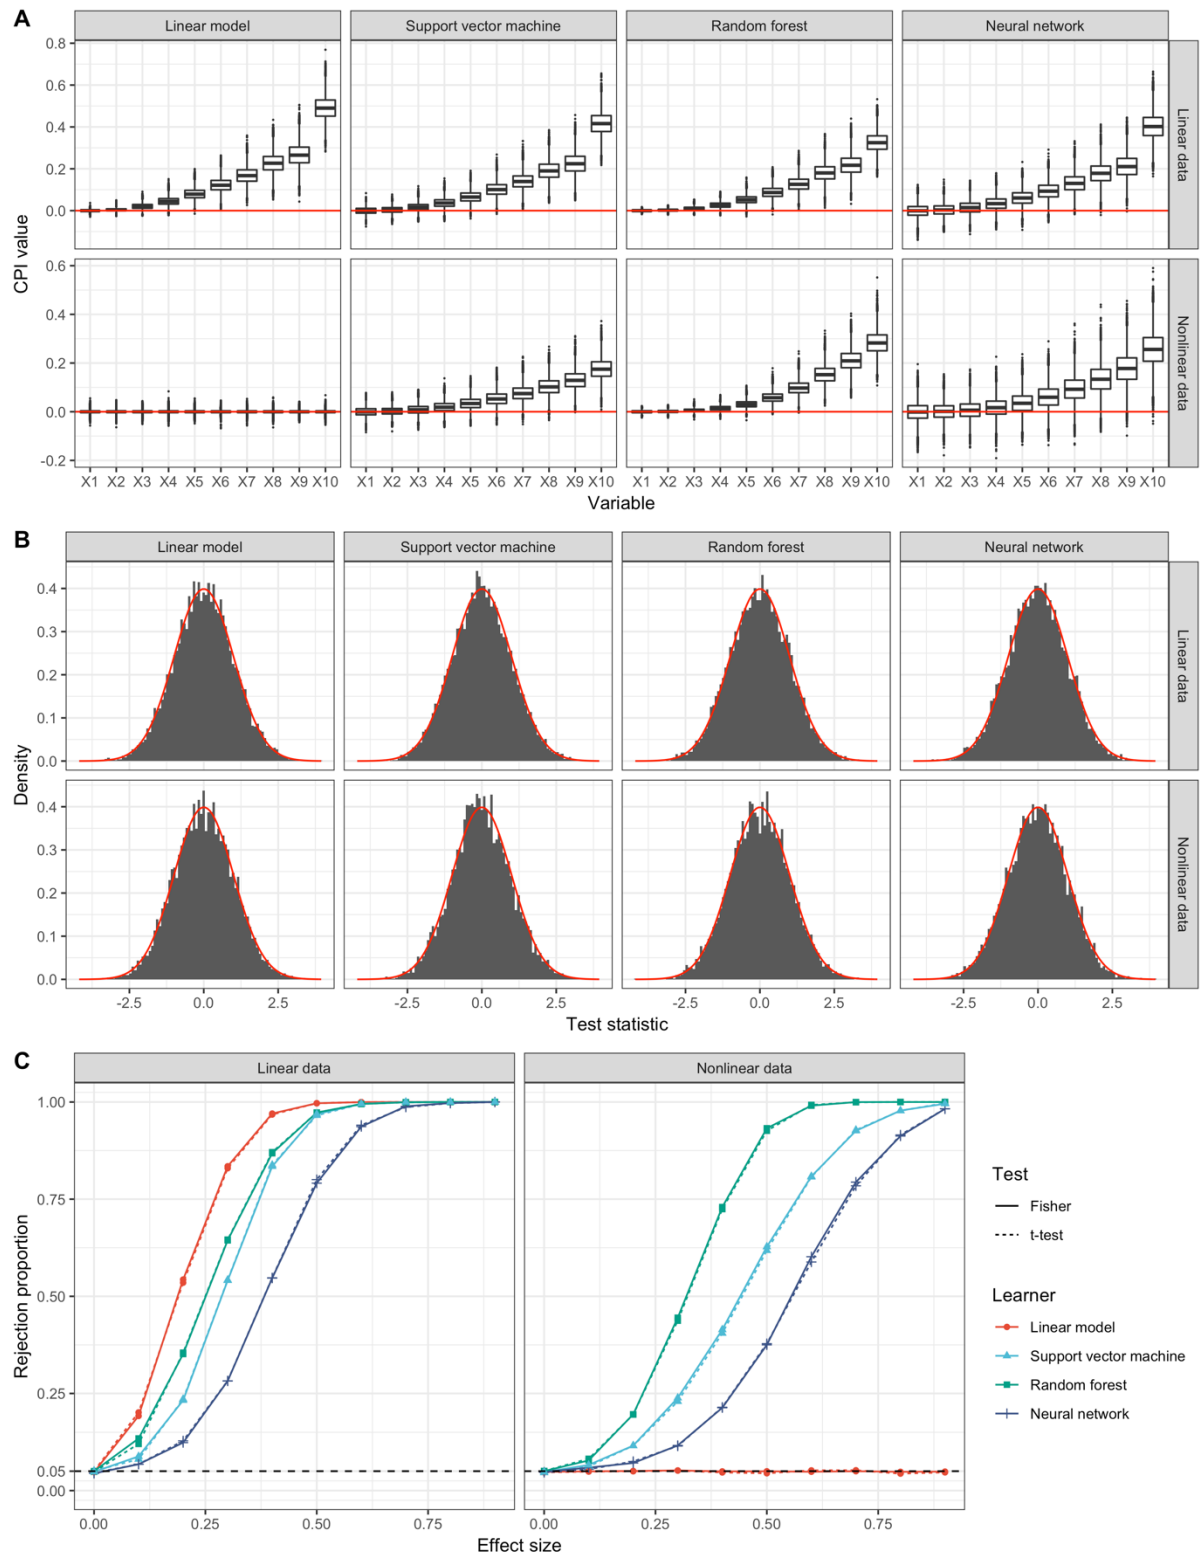 A
Linear model Support vector machine Random forest Neural network
0.8
0.6
0.4
0.2
0.0
Linear data
CPI value
0.6
0.4
0.2
0.0
-0.2
Nonlinear data
X1 X2 X3 X4 X5 X6 X7 X8 X9 X10 X1 X2 X3 X4 X5 X6 X7 X8 X9 X10 X1 X2 X3 X4 X5 X6 X7 X8 X9 X10 X1 X2 X3 X4 X5 X6 X7 X8 X9 X10
Variable
B
Linear model Support vector machine Random forest Neural network
0.4
0.3
0.2
0.1
0.0
Linear data
Density
0.4
0.3
0.2
0.1
0.0
Nonlinear data
-2.5 0.0 2.5 -2.5 0.0 2.5 -2.5 0.0 2.5 -2.5 0.0 2.5
Test statistic
C
Linear data Nonlinear data
1.00
0.75
0.50
0.25
0.05
0.00
Rejection proportion
0.00 0.25 0.50 0.75 0.00 0.25 0.50 0.75
Effect size
Test
Fisher
t-test
Learner
Linear model
Support vector machine
Random forest
Neural network